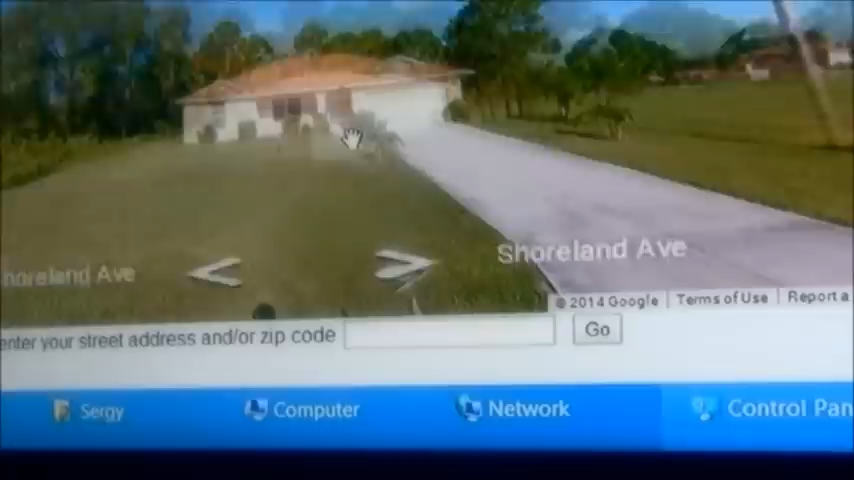 Shoreland Ave
horeland Ave
© 2014 Google
Terms of Use
Report a
enter your street address and/or zip code
Go
Sergy
Computer
Network
Control Pan